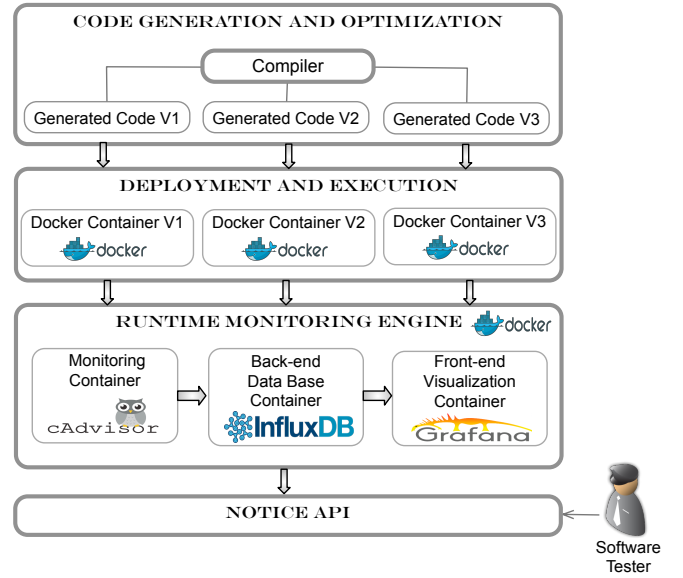 CODE GENERATION AND OPTIMIZATION
Compiler
Generated Code V1
Generated Code V2
Generated Code V3
DEPLOYMENT AND EXECUTION
Docker Container V1
docker
Docker Container V2
docker
Docker Container V3
docker
RUNTIME MONITORING ENGINE
docker
Monitoring
Container
cAdvisor
Back-end
Data Base
Container
InfluxDB
Front-end
Visualization
Container
Grafana
NOTICE API
Software
Tester